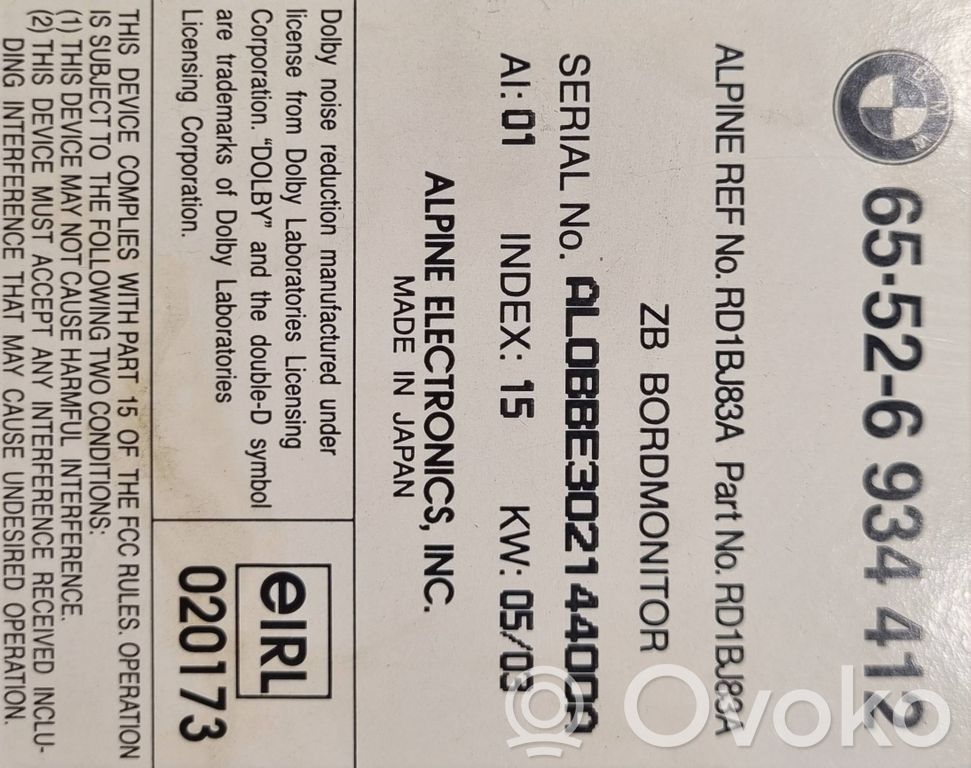 BMW
65-52-6 934 412
ALPINE REF No. RD1BJ83A Part No. RD1BJ83A
ZB BORDMONITOR
SERIAL No. AL0BBE30214400A
AI: 01 INDEX: 15 KW: 05/03
ALPINE ELECTRONICS, INC.
MADE IN JAPAN
Dolby noise reduction manufactured under
license from Dolby Laboratories Licensing
Corporation. "DOLBY" and the double-D symbol
are trademarks of Dolby Laboratories
Licensing Corporation.
eIRL
020173
THIS DEVICE COMPLIES WITH PART 15 OF THE FCC RULES. OPERATION
IS SUBJECT TO THE FOLLOWING TWO CONDITIONS:
(1) THIS DEVICE MAY NOT CAUSE HARMFUL INTERFERENCE.
(2) THIS DEVICE MUST ACCEPT ANY INTERFERENCE RECEIVED INCLU-
DING INTERFERENCE THAT MAY CAUSE UNDESIRED OPERATION.
Ovoko